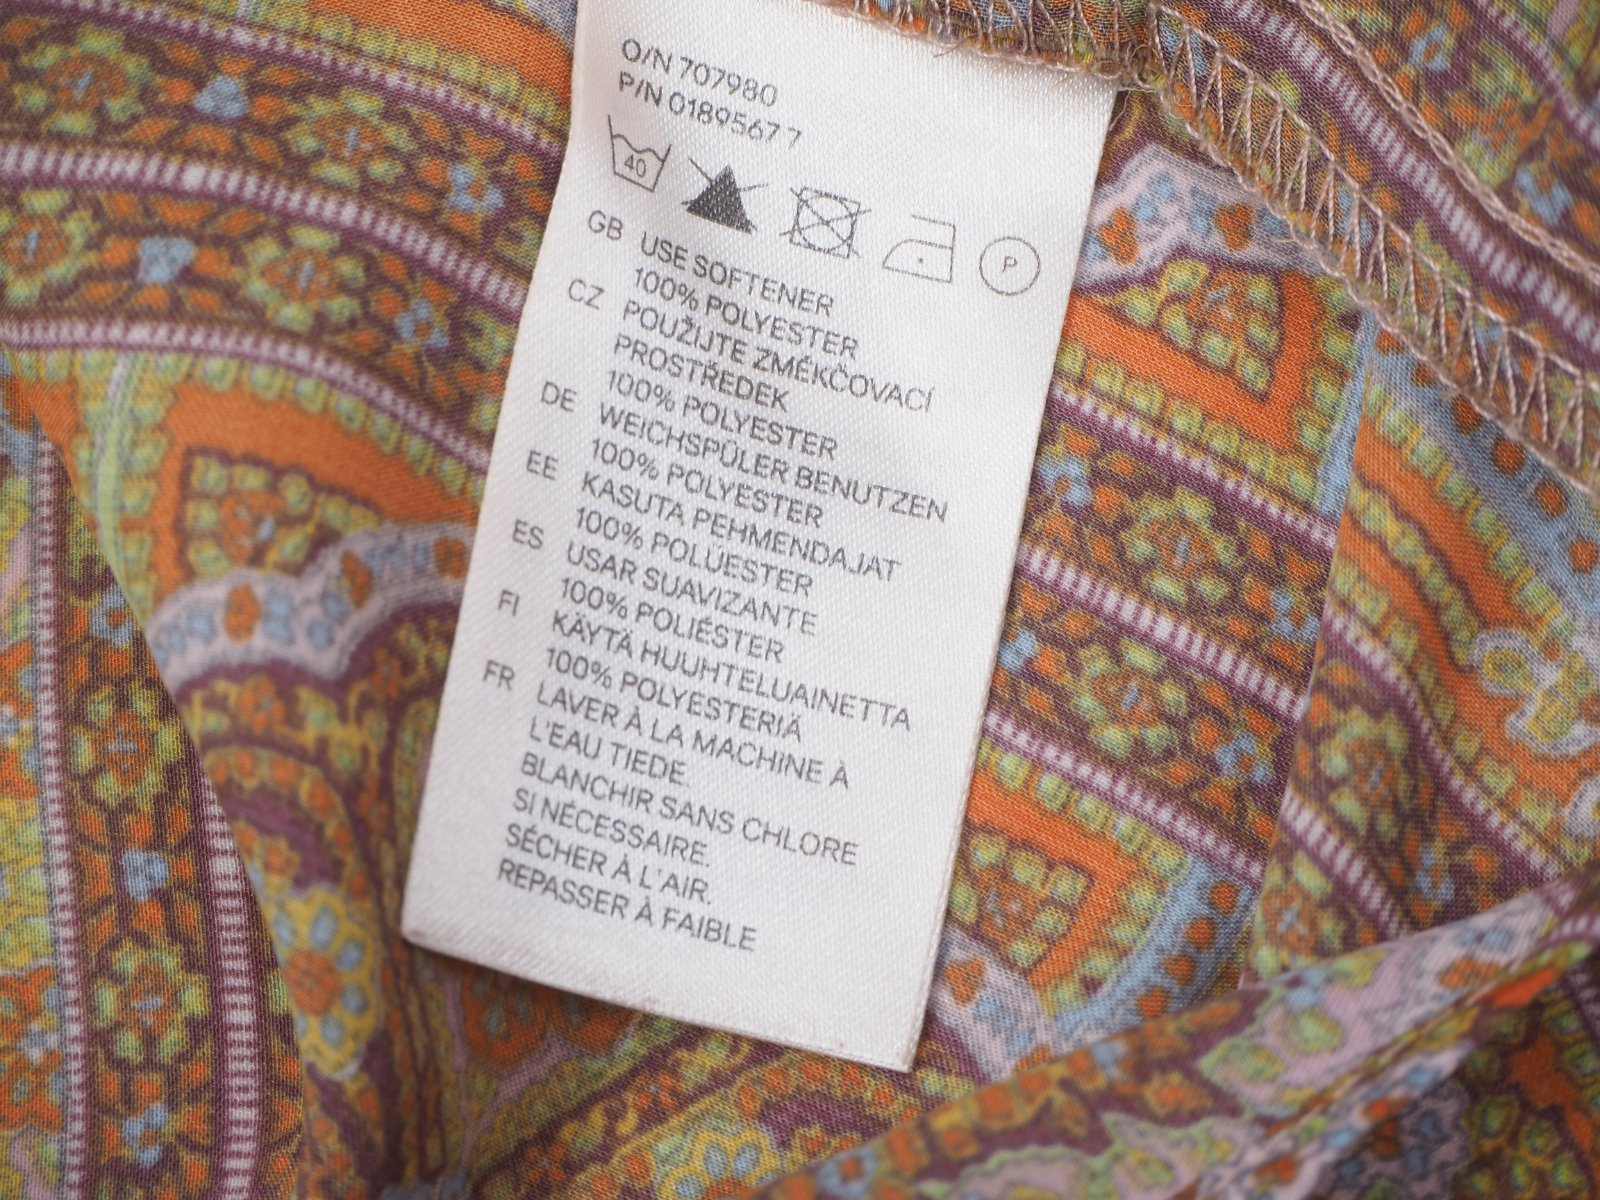 O/N 707980
P/N 01895677
40 P
GB USE SOFTENER
100% POLYESTER
CZ POUŽIJTE ZMÉKČOVACÍ
PROSTŘEDEK
100% POLYESTER
DE WEICHSPÜLER BENUTZEN
100% POLYESTER
EE KASUTA PEHMENDAJAT
100% POLUESTER
ES USAR SUAVIZANTE
100% POLIÉSTER
FI KÄYTÄ HUUHTELUAINETTA
100% POLYESTERIÄ
FR LAVER À LA MACHINE À
L'EAU TIEDE.
BLANCHIR SANS CHLORE
SI NÉCESSAIRE.
SÉCHER À L'AIR.
REPASSER À FAIBLE